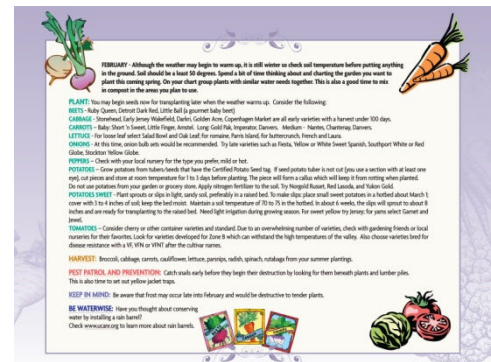 FEBRUARY - Although the weather may begin to warm up, it is still winter so check soil temperature before putting anything
in the ground. Soil should be a least 50 degrees. Spend a bit of time thinking about and charting the garden you want to
plant this coming spring. On your chart group plants with similar water needs together. This is also a good time to mix
in compost in the areas you plan to use.
PLANT: You may begin seeds now for transplanting later when the weather warms up. Consider the following:
BEETS - Ruby Queen, Detroit Dark Red, Little Ball (a gourmet baby beet)
CABBAGE - Stonehead, Early Jersey Wakefield, Darkri, Golden Acre, Copenhagen Market are all early varieties with a harvest under 100 days.
CARROTS – Baby: Short 'n Sweet, Little Finger, Amstel. Long: Gold Pak, Imperator, Danvers. Medium – Nantes, Chantenay, Danvers.
LETTUCE - For loose leaf select Salad Bowl and Oak Leaf; for romaine, Parris Island, for buttercrunch, French and Laura.
ONIONS - At this time, onion bulb sets would be recommended. Try late varieties such as Fiesta, Yellow or White Sweet Spanish, Southport White or Red
Globe, Stockton Yellow Globe.
PEPPERS – Check with your local nursery for the type you prefer, mild or hot.
POTATOES – Grow potatoes from tubers/seeds that have the Certified Potato Seed tag. If seed potato tuber is not cut (you use a section with at least one
eye), cut pieces and store at room temperature for 1 to 3 days before planting. The piece will form a callus which will keep it from rotting when planted.
Do not use potatoes from your garden or grocery store. Apply nitrogen fertilizer to the soil. Try Norgold Russet, Red Lasoda, and Yukon Gold.
POTATOES SWEET - Plant sprouts or slips in light, sandy soil, preferably in a raised bed. To make slips: place small sweet potatoes in a hotbed about March 1;
cover with 3 to 4 inches of soil; keep the bed moist. Maintain a soil temperature of 70 to 75 in the hotbed. In about 6 week, the slips will sprout to about 8
inches and are ready for transplanting to the raised bed. Need light irrigation during growing season. For sweet yellow try Jersey; for yams select Garnet and
Jewel.
TOMATOES – Consider cherry or other container varieties and standard. Due to an overwhelming number of varieties, check with gardening friends or local
nurseries for their favorites. Look for varieties developed for Zone 8 which can withstand the high temperatures of the valley. Also choose varieties bred for
disease resistance with a VF, VFN or VFNT after the cultivar names.
HARVEST: Broccoli, cabbage, carrots, cauliflower, lettuce, parsnips, radish, spinach, rutabaga from your summer plantings.
PEST PATROL AND PREVENTION: Catch snails early before they begin their destruction by looking for them beneath plants and lumber piles.
This is also time to set out yellow jacket traps.
KEEP IN MIND: Be aware that frost may occur late into February and would be destructive to tender plants.
BE WATERWISE: Have you thought about conserving
water by installing a rain barrel?
Check www.ucanr.org to learn more about rain barrels.